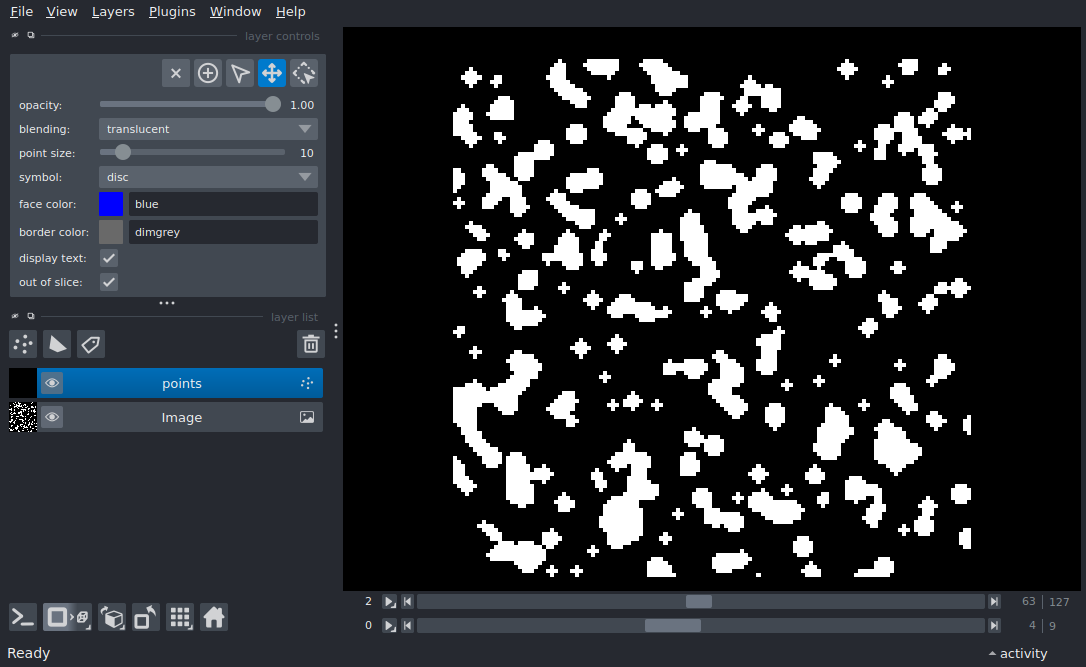 File View Layers Plugins Window Help
layer controls
opacity: 1.00
blending: translucent
point size: 10
symbol: disc
face color: blue
border color: dimgrey
display text:
out of slice:
layer list
points
Image
2 63 | 127
0 4 | 9
Ready activity